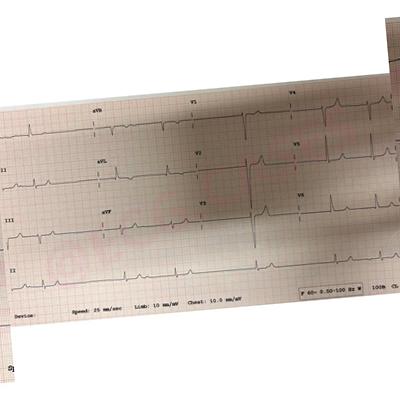 aVR V1 V4
II aVL V2 V5
III aVF V3 V6
II
Device: Speed: 25 mm/sec Limb: 10 mm/mV Chest: 10.0 mm/mV F 60~ 0.50-100 Hz W 100B CL